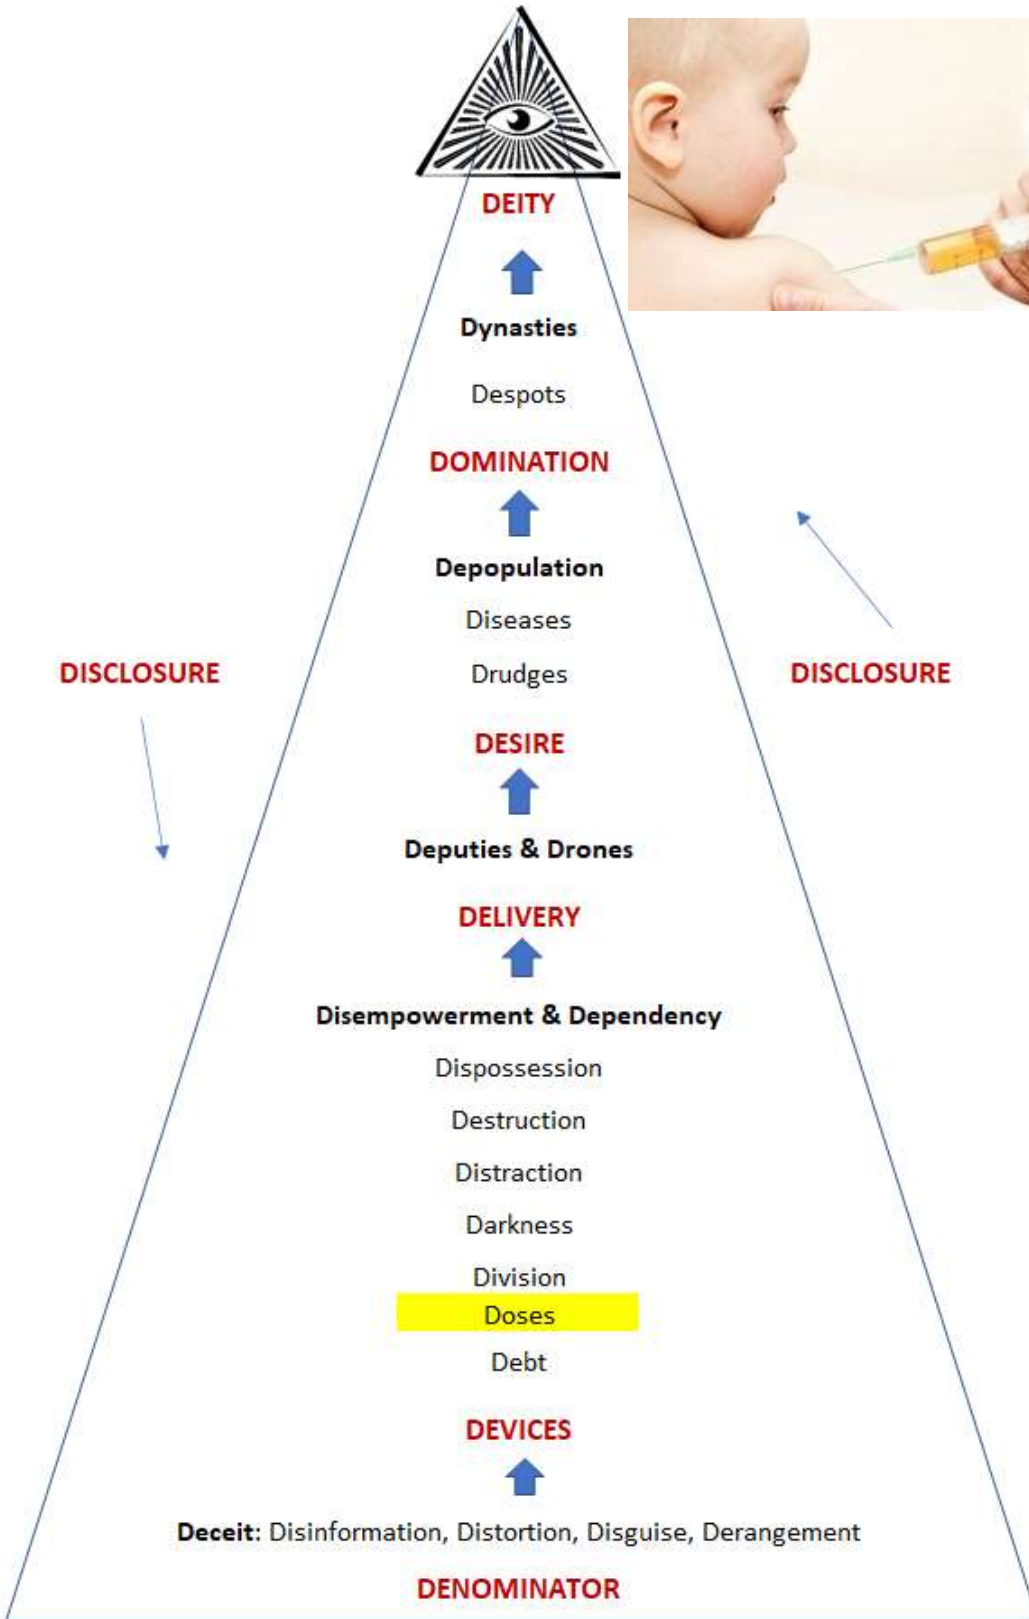 DEITY
Dynasties
Despots
DOMINATION
Depopulation
Diseases
DISCLOSURE
Drudges
DISCLOSURE
DESIRE
Deputies & Drones
DELIVERY
Disempowerment & Dependency
Dispossession
Destruction
Distraction
Darkness
Division
Doses
Debt
DEVICES
Deceit: Disinformation, Distortion, Disguise, Derangement
DENOMINATOR